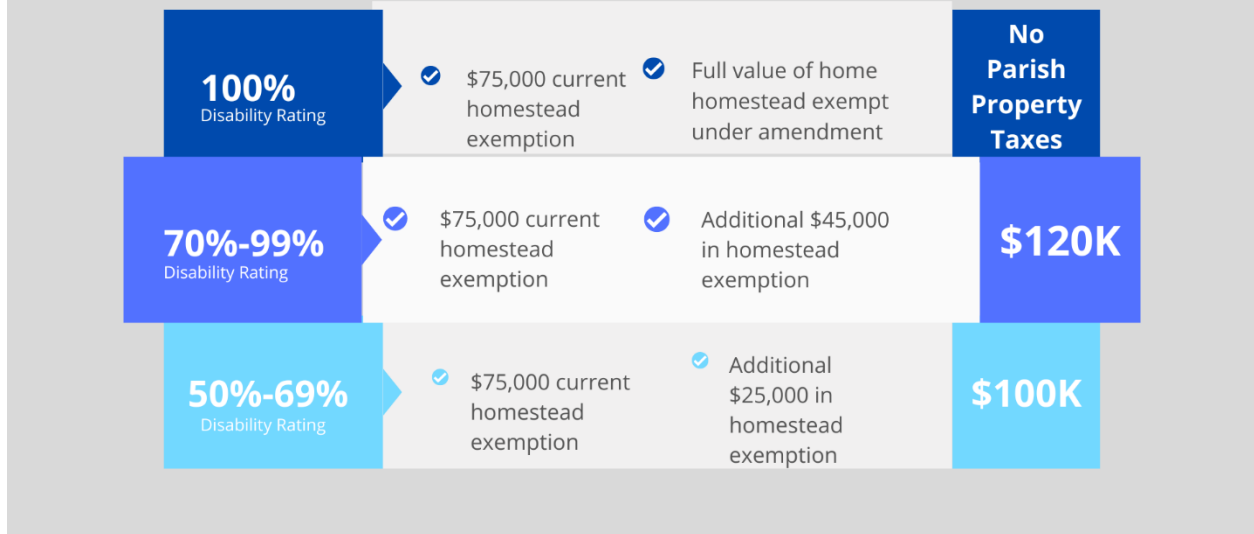 100%
Disability Rating
$75,000 current
homestead
exemption
Full value of home
homestead exempt
under amendment
No
Parish
Property
Taxes
70%-99%
Disability Rating
$75,000 current
homestead
exemption
Additional $45,000
in homestead
exemption
$120K
50%-69%
Disability Rating
$75,000 current
homestead
exemption
Additional
$25,000 in
homestead
exemption
$100K